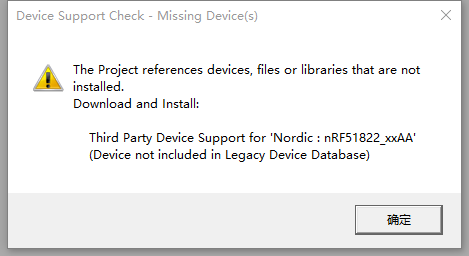 Device Support Check - Missing Device(s)
The Project references devices, files or libraries that are not
installed.
Download and Install:
Third Party Device Support for 'Nordic : nRF51822_xxAA'
(Device not included in Legacy Device Database)
确定